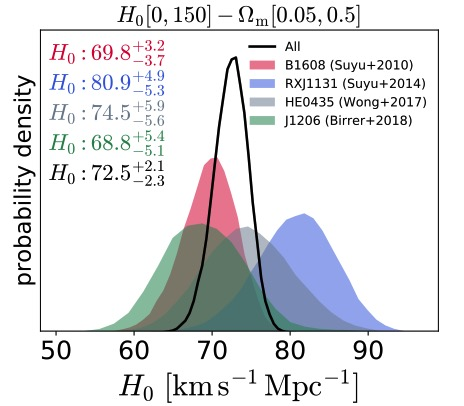 H₀[0, 150] − Ωₘ[0.05, 0.5]
H₀ : 69.8 +3.2 −3.7
H₀ : 80.9 +4.9 −5.3
H₀ : 74.5 +5.9 −5.6
H₀ : 68.8 +5.4 −5.1
H₀ : 72.5 +2.1 −2.3
All
B1608 (Suyu+2010)
RXJ1131 (Suyu+2014)
HE0435 (Wong+2017)
J1206 (Birrer+2018)
probability density
50 60 70 80 90
H₀ [km s⁻¹ Mpc⁻¹]